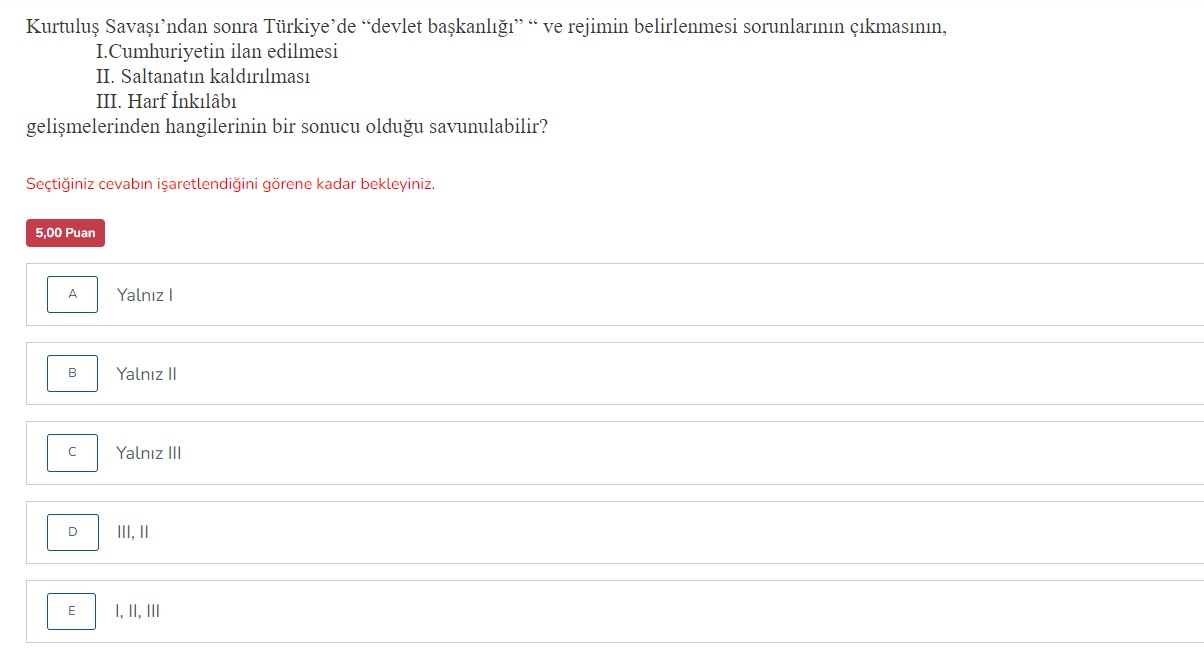 Kurtuluş Savaşı’ndan sonra Türkiye’de “devlet başkanlığı” “ ve rejimin belirlenmesi sorunlarının çıkmasının,
I.Cumhuriyetin ilan edilmesi
II. Saltanatın kaldırılması
III. Harf İnkılâbı
gelişmelerinden hangilerinin bir sonucu olduğu savunulabilir?
Seçtiğiniz cevabın işaretlendiğini görene kadar bekleyiniz.
5,00 Puan
A Yalnız I
B Yalnız II
C Yalnız III
D III, II
E I, II, III